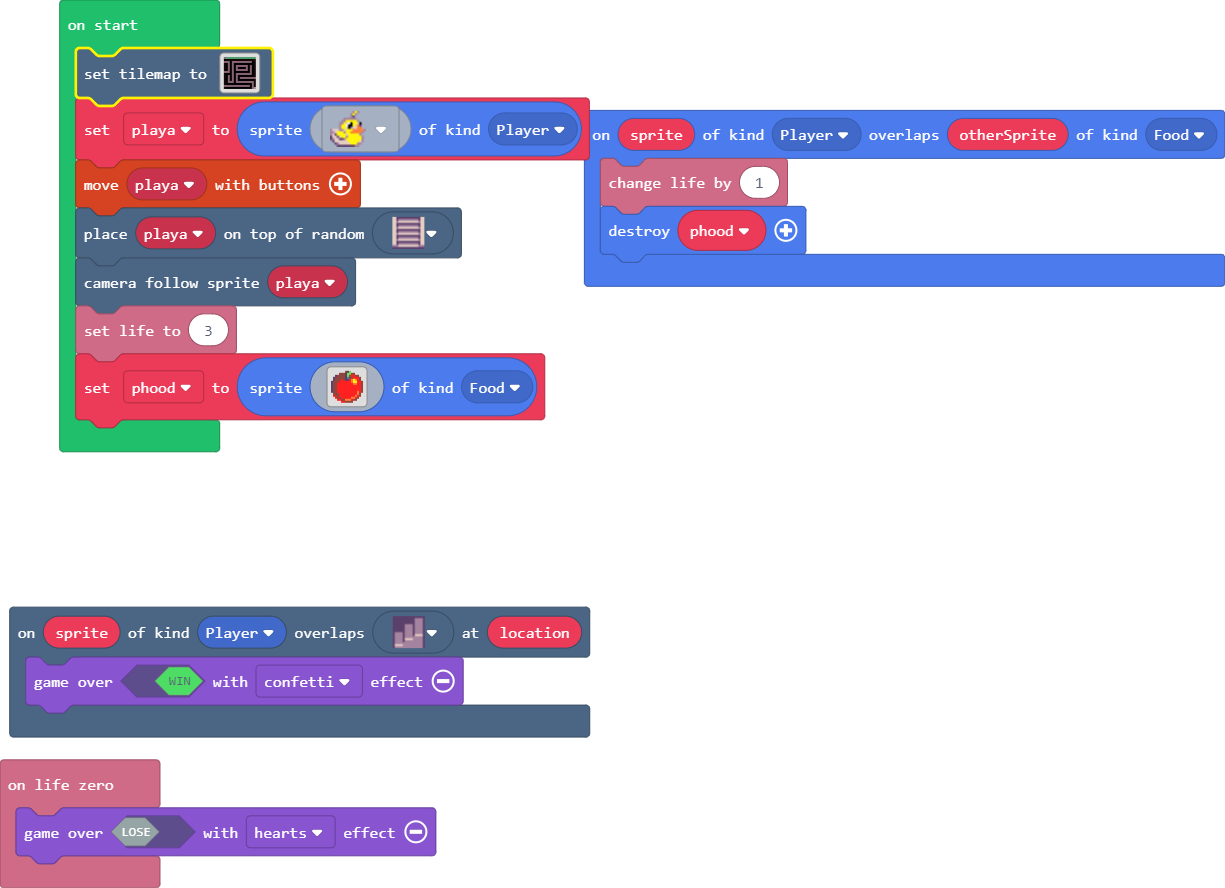 on start
set tilemap to
set playa to sprite of kind Player
move playa with buttons
place playa on top of random
camera follow sprite playa
set life to 3
set phood to sprite of kind Food
on sprite of kind Player overlaps otherSprite of kind Food
change life by 1
destroy phood
on sprite of kind Player overlaps at location
game over WIN with confetti effect
on life zero
game over LOSE with hearts effect